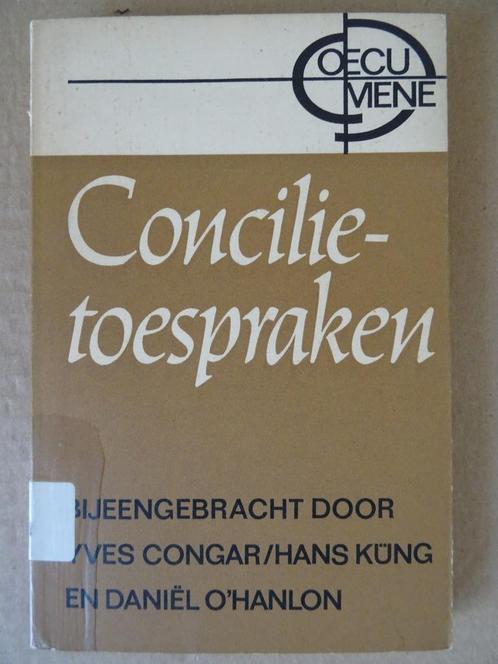 OECU
MENE
Concilie-
toespraken
BIJEENGEBRACHT DOOR
YVES CONGAR/HANS KÜNG
EN DANIËL O'HANLON